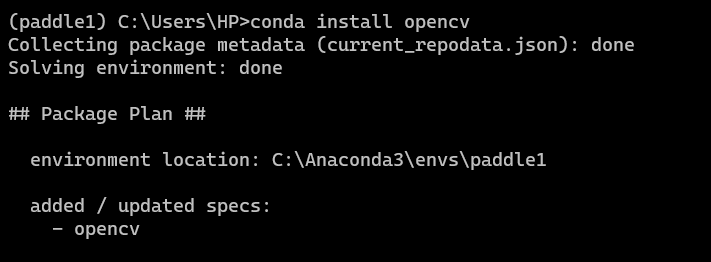 (paddle1) C:\Users\HP>conda install opencv
Collecting package metadata (current_repodata.json): done
Solving environment: done
## Package Plan ##
environment location: C:\Anaconda3\envs\paddle1
added / updated specs:
- opencv